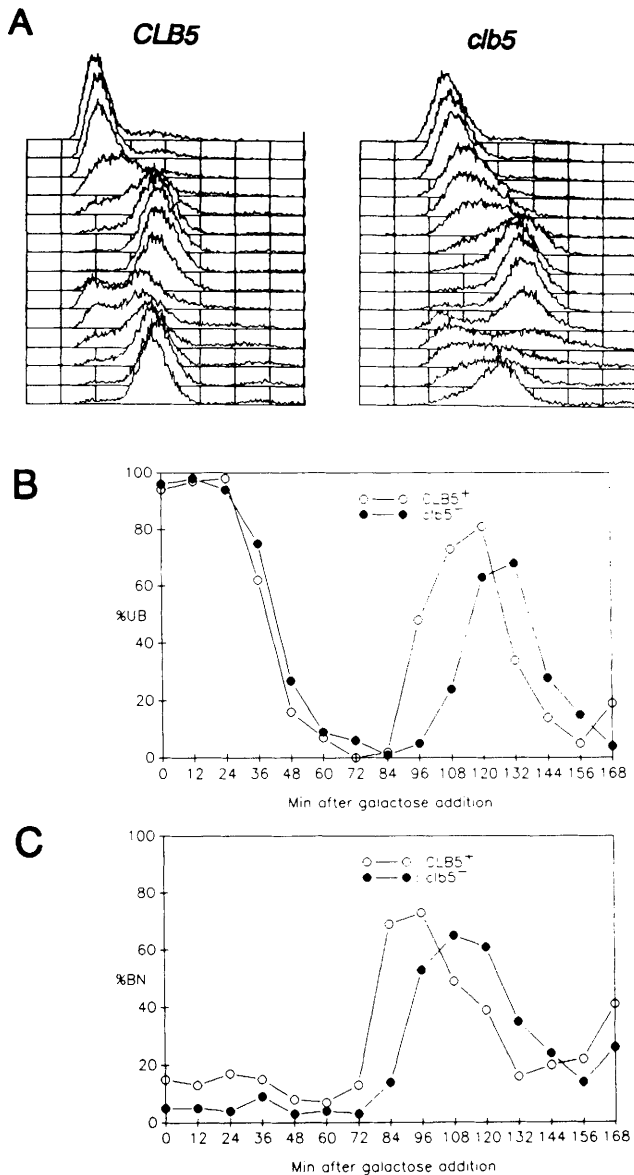 A
CLB5
clb5
B
100
80
60
%UB
40
20
0
CLB5+
clb5-
0 12 24 36 48 60 72 84 96 108 120 132 144 156 168
Min after galactose addition
C
100
80
60
%BN
40
20
0
CLB5+
clb5-
0 12 24 36 48 60 72 84 96 108 120 132 144 156 168
Min after galactose addition